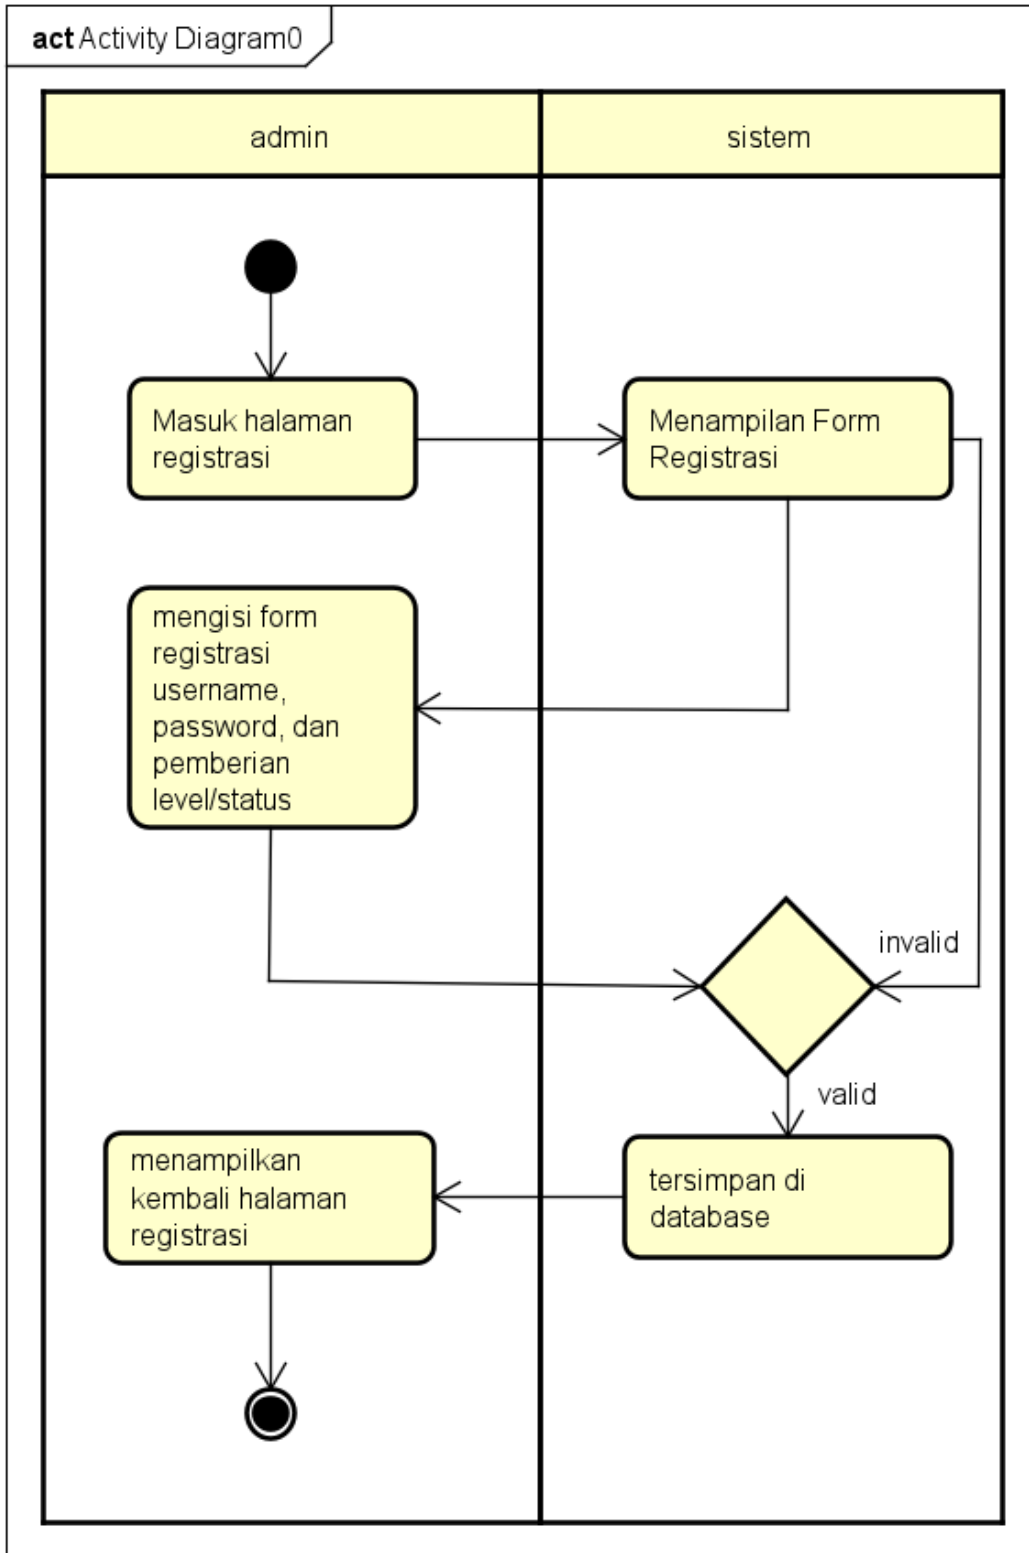 act Activity Diagram0
admin
sistem
Masuk halaman
registrasi
Menampilan Form
Registrasi
mengisi form
registrasi
username,
password, dan
pemberian
level/status
invalid
valid
menampilkan
kembali halaman
registrasi
tersimpan di
database